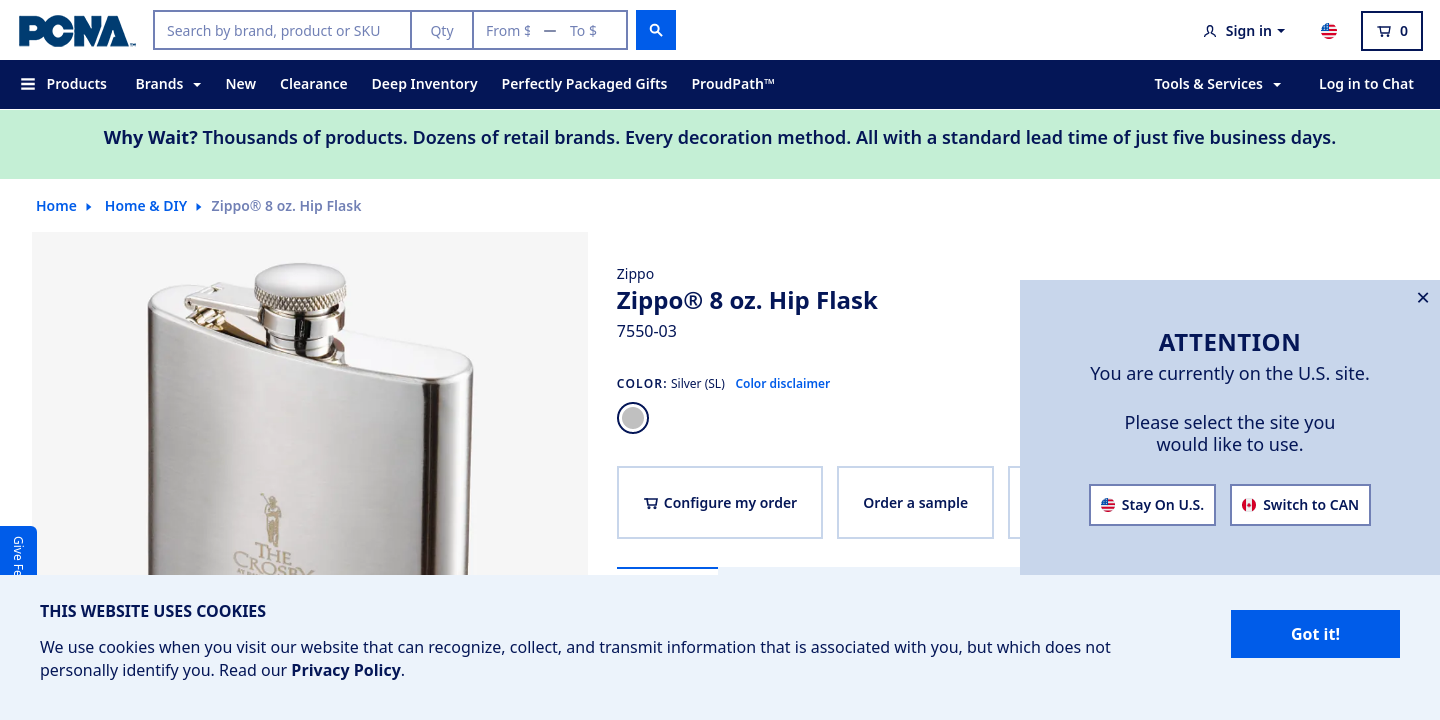 PCNA™
Search by brand, product or SKU
Qty
From $ — To $
Sign in
0
Products
Brands
New
Clearance
Deep Inventory
Perfectly Packaged Gifts
ProudPath™
Tools & Services
Log in to Chat
Why Wait? Thousands of products. Dozens of retail brands. Every decoration method. All with a standard lead time of just five business days.
Home
Home & DIY
Zippo® 8 oz. Hip Flask
THE
CROSBY
Zippo
Zippo® 8 oz. Hip Flask
7550-03
COLOR: Silver (SL) Color disclaimer
Configure my order
Order a sample
×
ATTENTION
You are currently on the U.S. site.
Please select the site you
would like to use.
Stay On U.S.
Switch to CAN
Give Fe
THIS WEBSITE USES COOKIES
We use cookies when you visit our website that can recognize, collect, and transmit information that is associated with you, but which does not
personally identify you. Read our Privacy Policy.
Got it!